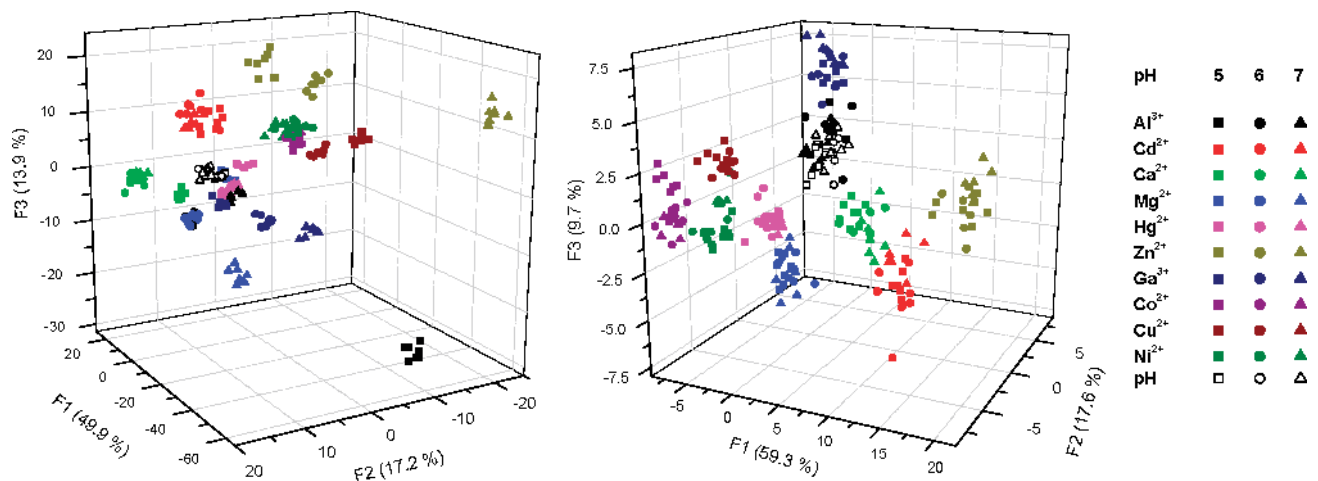 20
10
0
-10
-20
-30
F3 (13.9 %)
20
0
-20
-40
-60
F1 (49.9 %)
20
10
0
-10
-20
F2 (17.2 %)
7.5
5.0
2.5
0.0
-2.5
-5.0
-7.5
F3 (9.7 %)
-5
0
5
10
15
20
F1 (59.3 %)
5
0
-5
F2 (17.6 %)
pH 5 6 7
Al³⁺
Cd²⁺
Ca²⁺
Mg²⁺
Hg²⁺
Zn²⁺
Ga³⁺
Co²⁺
Cu²⁺
Ni²⁺
pH